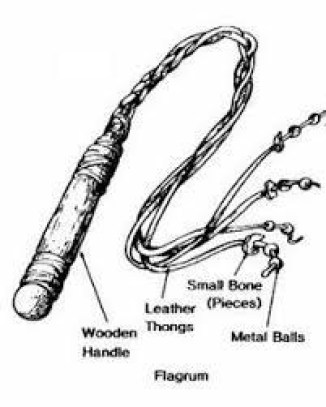 Small Bone
(Pieces)
Leather
Thongs
Wooden
Handle
Metal Balls
Flagrum